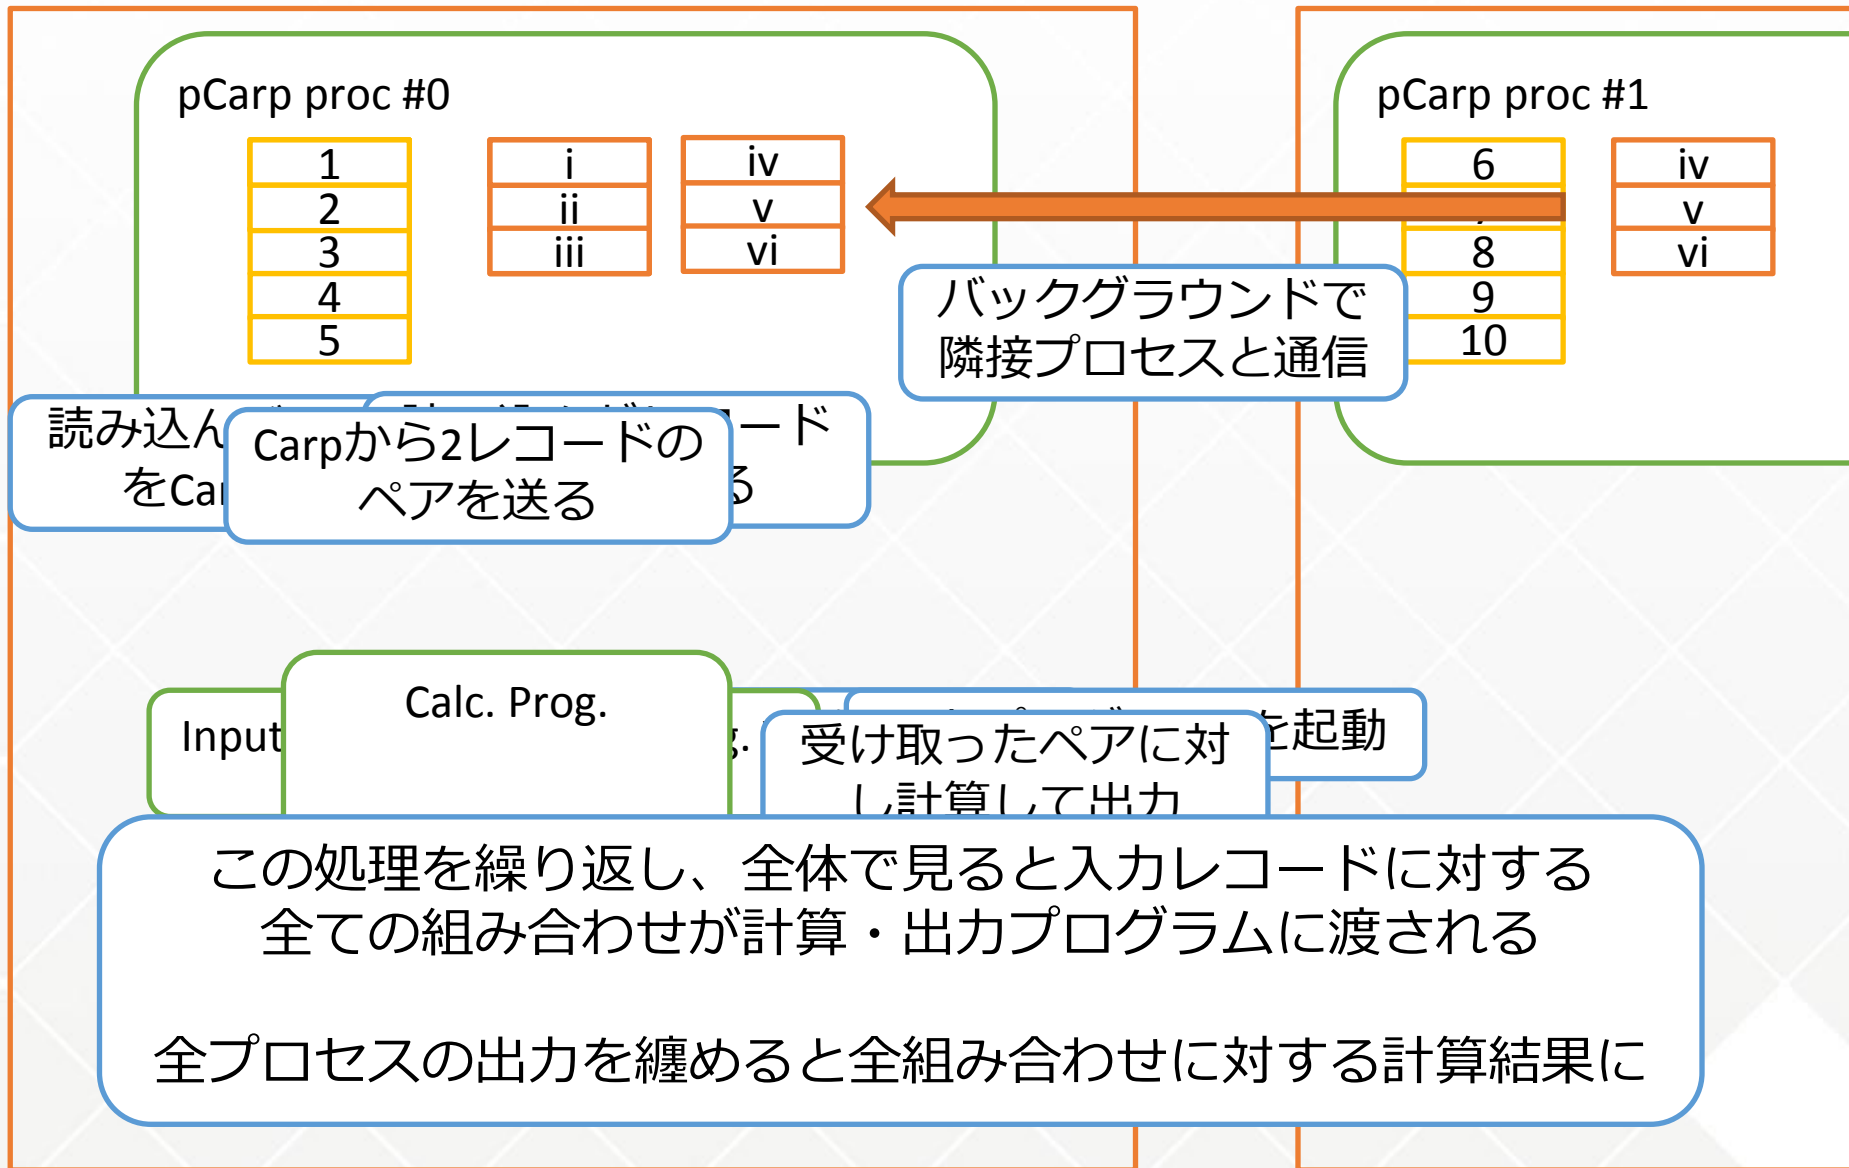 pCarp proc #0
1
2
3
4
5
i
ii
iii
iv
v
vi
pCarp proc #1
6
8
9
10
iv
v
vi
バックグラウンドで
隣接プロセスと通信
読み込ん
をCar
Carpから2レコードの
ペアを送る
ード
る
Input
Calc. Prog.
g.
を起動
受け取ったペアに対
し計算して出力
この処理を繰り返し、全体で見ると入力レコードに対する
全ての組み合わせが計算・出力プログラムに渡される
全プロセスの出力を纏めると全組み合わせに対する計算結果に